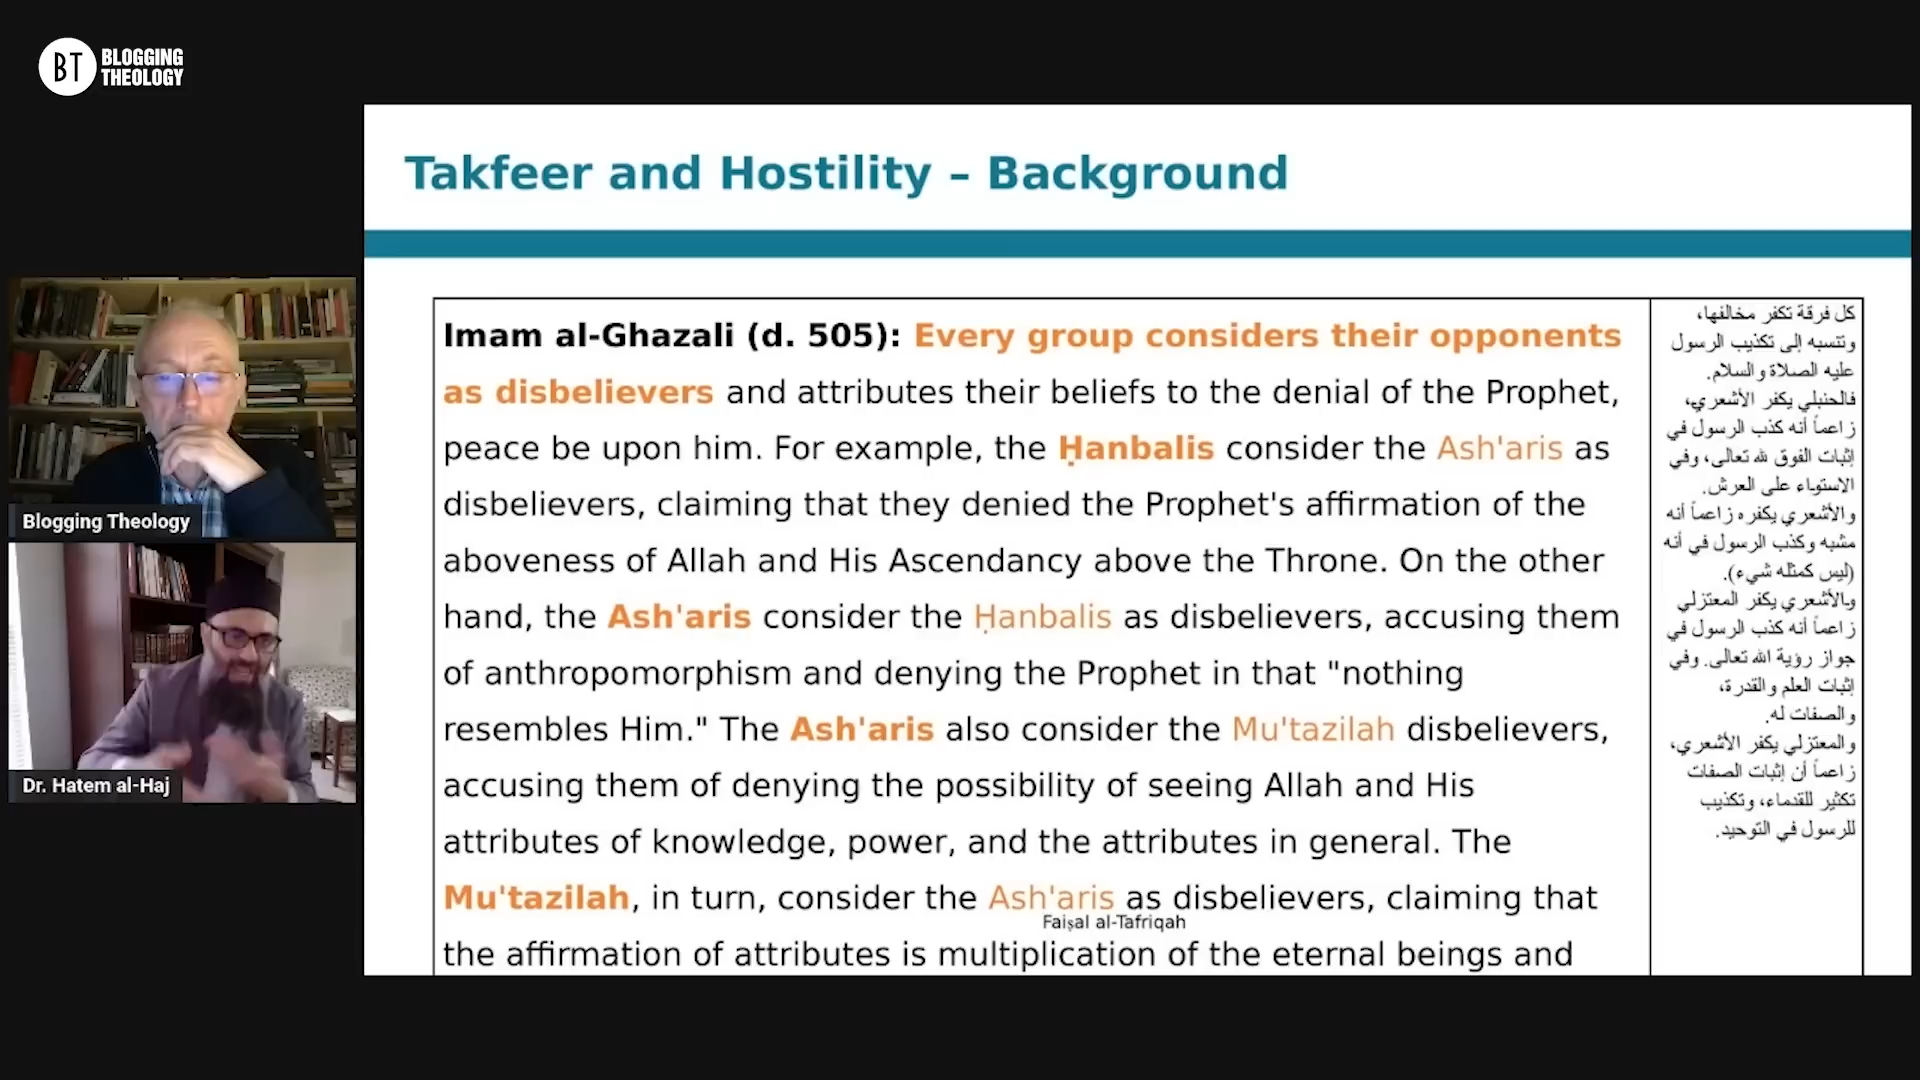 BT BLOGGING
THEOLOGY
Takfeer and Hostility – Background
Imam al-Ghazali (d. 505): Every group considers their opponents
as disbelievers and attributes their beliefs to the denial of the Prophet,
peace be upon him. For example, the Ḥanbalis consider the Ash'aris as
disbelievers, claiming that they denied the Prophet's affirmation of the
aboveness of Allah and His Ascendancy above the Throne. On the other
hand, the Ash'aris consider the Ḥanbalis as disbelievers, accusing them
of anthropomorphism and denying the Prophet in that "nothing
resembles Him." The Ash'aris also consider the Mu'tazilah disbelievers,
accusing them of denying the possibility of seeing Allah and His
attributes of knowledge, power, and the attributes in general. The
Mu'tazilah, in turn, consider the Ash'aris as disbelievers, claiming that
Faiṣal al-Tafriqah
the affirmation of attributes is multiplication of the eternal beings and
كل فرقة تكفر مخالفها،
وتنسبه إلى تكذيب الرسول
عليه الصلاة والسلام.
فالحنبلي يكفر الأشعري،
زاعماً أنه كذب الرسول في
إثبات الفوق لله تعالى، وفي
الاستواء على العرش.
والأشعري يكفره زاعماً أنه
مشبه وكذب الرسول في أنه
(ليس كمثله شيء).
والأشعري يكفر المعتزلي
زاعماً أنه كذب الرسول في
جواز رؤية الله تعالى. وفي
إثبات العلم والقدرة،
والصفات له.
والمعتزلي يكفر الأشعري،
زاعماً أن إثبات الصفات
تكثير للقدماء، وتكذيب
للرسول في التوحيد.
Blogging Theology
Dr. Hatem al-Haj